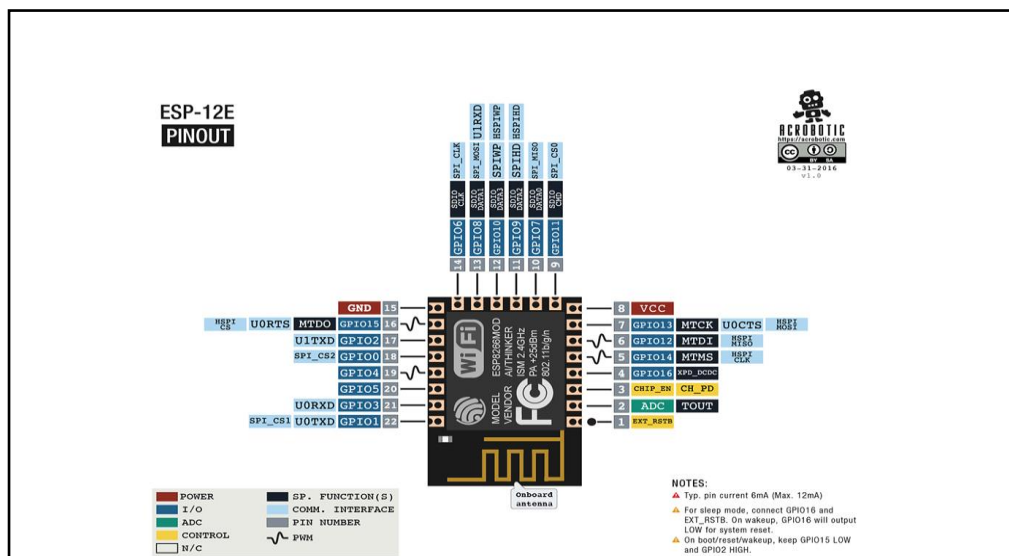 ESP-12E
PINOUT
ACROBOTIC
https://acrobotic.com
CC BY SA
03-31-2016
v1.0
14 GPIO6 SDIO CLK SPI_CLK
13 GPIO8 SDIO DATA1 SPI_MOSI U1RXD
12 GPIO10 SDIO DATA3 SPIWP HSPIWP
11 GPIO9 SDIO DATA2 SPIHD HSPIHD
10 GPIO7 SDIO DATA0 SPI_MISO
9 GPIO11 SDIO CMD SPI_CS0
GND 15
HSPI CS U0RTS MTDO GPIO15 16
U1TXD GPIO2 17
SPI_CS2 GPIO0 18
GPIO4 19
GPIO5 20
U0RXD GPIO3 21
SPI_CS1 U0TXD GPIO1 22
WiFi
MODEL ESP8266MOD
VENDOR AI/THINKER
ISM 2.4GHz
PA +25dBm
802.11b/g/n
FC
8 VCC
7 GPIO13 MTCK U0CTS HSPI MOSI
6 GPIO12 MTDI HSPI MISO
5 GPIO14 MTMS HSPI CLK
4 GPIO16 XPD_DCDC
3 CHIP_EN CH_PD
2 ADC TOUT
1 EXT_RSTB
Onboard
antenna
POWER
I/O
ADC
CONTROL
N/C
SP. FUNCTION(S)
COMM. INTERFACE
PIN NUMBER
PWM
NOTES:
Typ. pin current 6mA (Max. 12mA)
For sleep mode, connect GPIO16 and
EXT_RSTB. On wakeup, GPIO16 will output
LOW for system reset.
On boot/reset/wakeup, keep GPIO15 LOW
and GPIO2 HIGH.